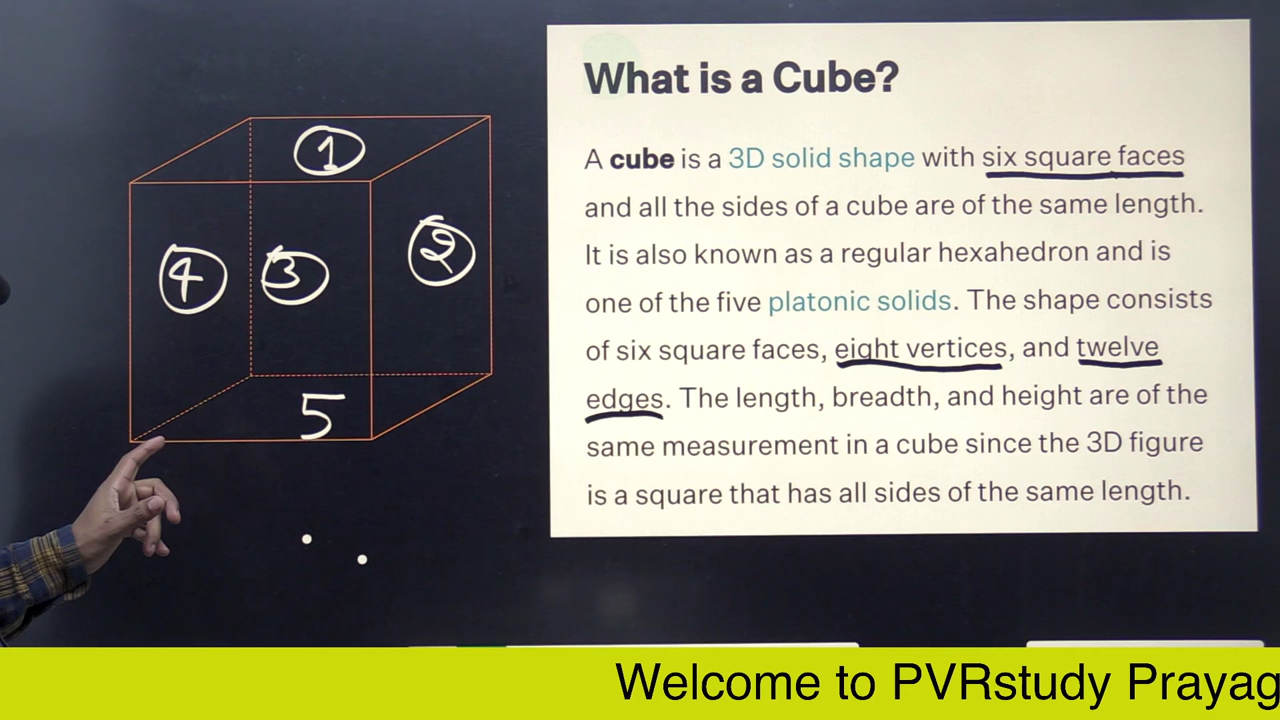 What is a Cube?
A cube is a 3D solid shape with six square faces
and all the sides of a cube are of the same length.
It is also known as a regular hexahedron and is
one of the five platonic solids. The shape consists
of six square faces, eight vertices, and twelve
edges. The length, breadth, and height are of the
same measurement in a cube since the 3D figure
is a square that has all sides of the same length.
1
2
4 3
5
Welcome to PVRstudy Prayag